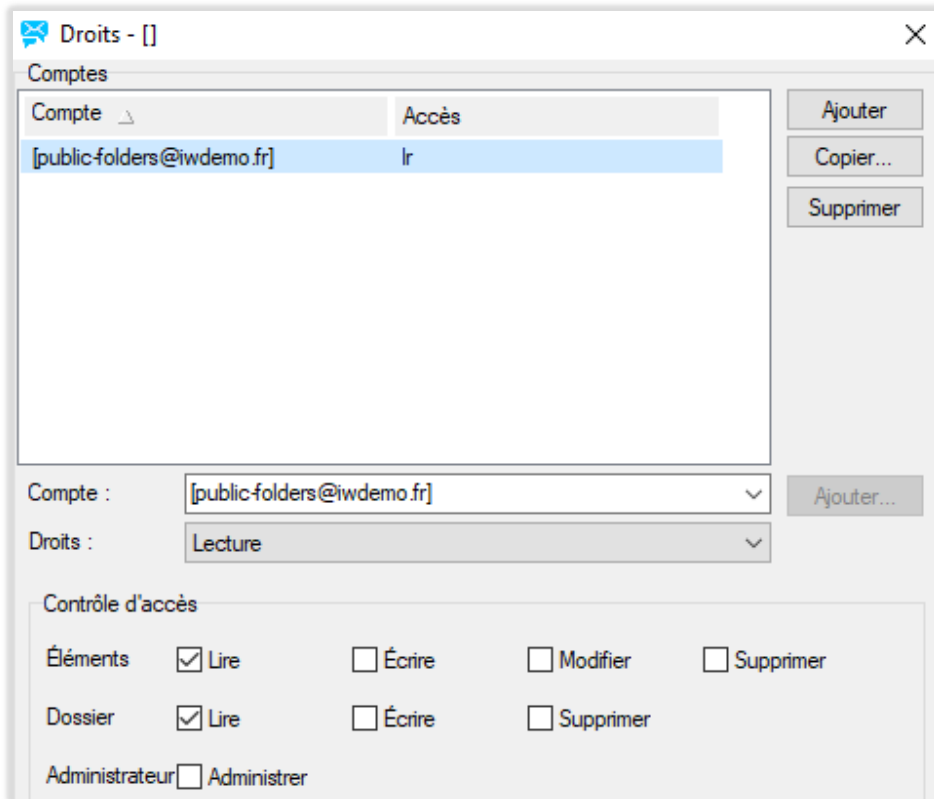 Droits - []
Comptes
Compte Accès Ajouter
[public-folders@iwdemo.fr] lr Copier...
Supprimer
Compte : [public-folders@iwdemo.fr] Ajouter...
Droits : Lecture
Contrôle d'accès
Éléments Lire Écrire Modifier Supprimer
Dossier Lire Écrire Supprimer
Administrateur Administrer